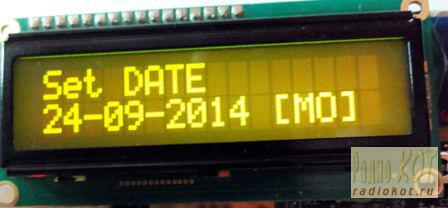 Set DATE
24-09-2014 [MO]
Радио-КОТ
radiokot.ru